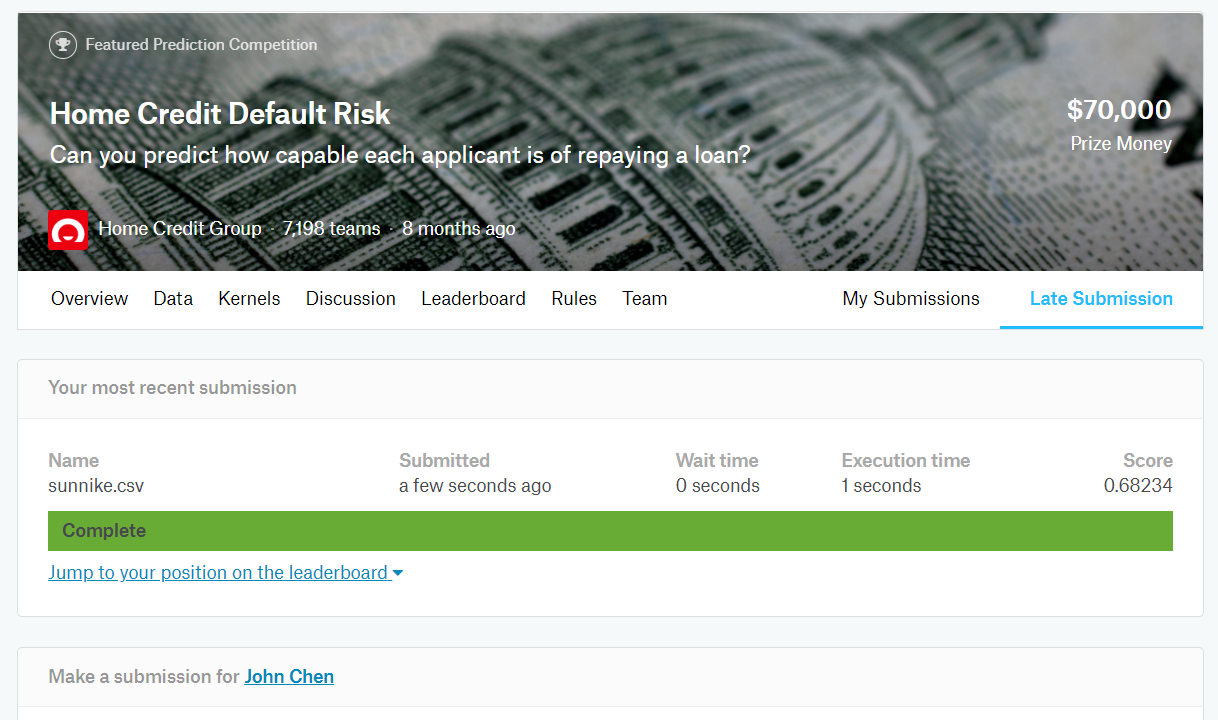 Featured Prediction Competition
Home Credit Default Risk
Can you predict how capable each applicant is of repaying a loan?
$70,000
Prize Money
Home Credit Group · 7,198 teams · 8 months ago
Overview Data Kernels Discussion Leaderboard Rules Team My Submissions Late Submission
Your most recent submission
Name Submitted Wait time Execution time Score
sunnike.csv a few seconds ago 0 seconds 1 seconds 0.68234
Complete
Jump to your position on the leaderboard
Make a submission for John Chen